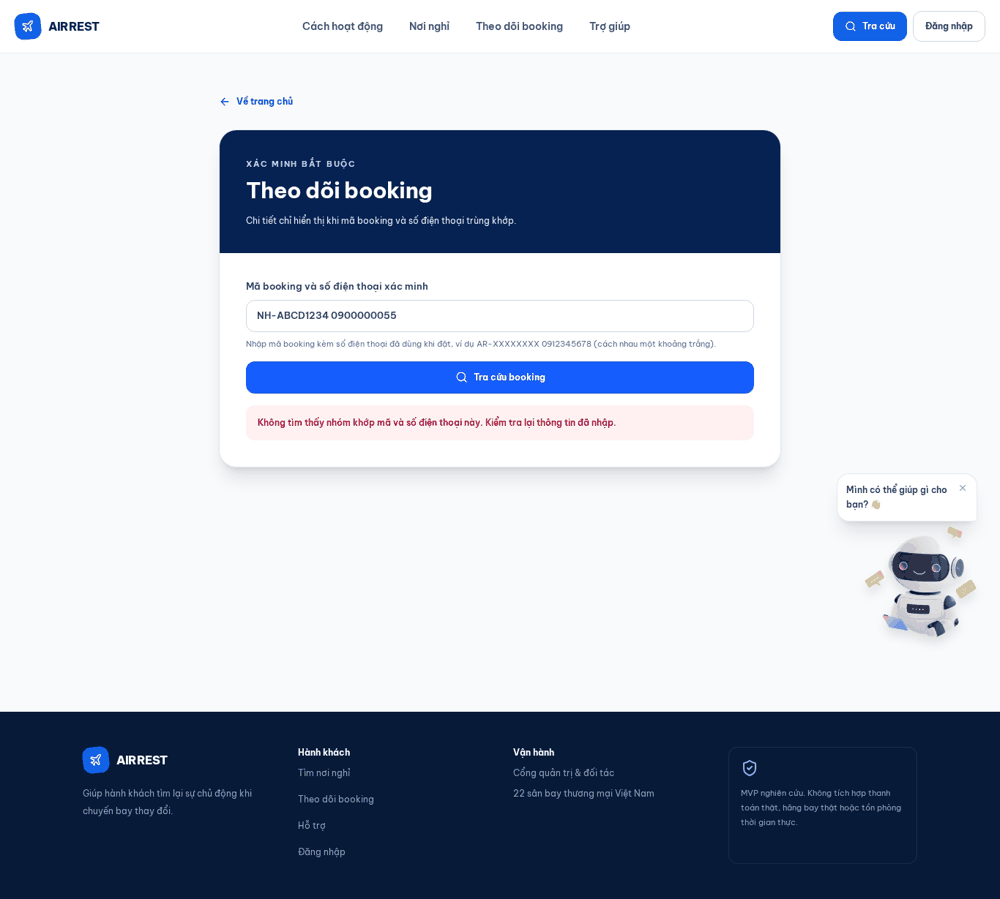 AIRREST
Cách hoạt động
Nơi nghỉ
Theo dõi booking
Trợ giúp
Tra cứu
Đăng nhập
Về trang chủ
XÁC MINH BẮT BUỘC
Theo dõi booking
Chi tiết chỉ hiển thị khi mã booking và số điện thoại trùng khớp.
Mã booking và số điện thoại xác minh
NH-ABCD1234 0900000055
Nhập mã booking kèm số điện thoại đã dùng khi đặt, ví dụ AR-XXXXXXXX 0912345678 (cách nhau một khoảng trắng).
Tra cứu booking
Không tìm thấy nhóm khớp mã và số điện thoại này. Kiểm tra lại thông tin đã nhập.
Mình có thể giúp gì cho
bạn? 👋🏼
AIRREST
Giúp hành khách tìm lại sự chủ động khi
chuyến bay thay đổi.
Hành khách
Tìm nơi nghỉ
Theo dõi booking
Hỗ trợ
Đăng nhập
Vận hành
Cổng quản trị & đối tác
22 sân bay thương mại Việt Nam
MVP nghiên cứu. Không tích hợp thanh
toán thật, hãng bay thật hoặc tồn phòng
thời gian thực.